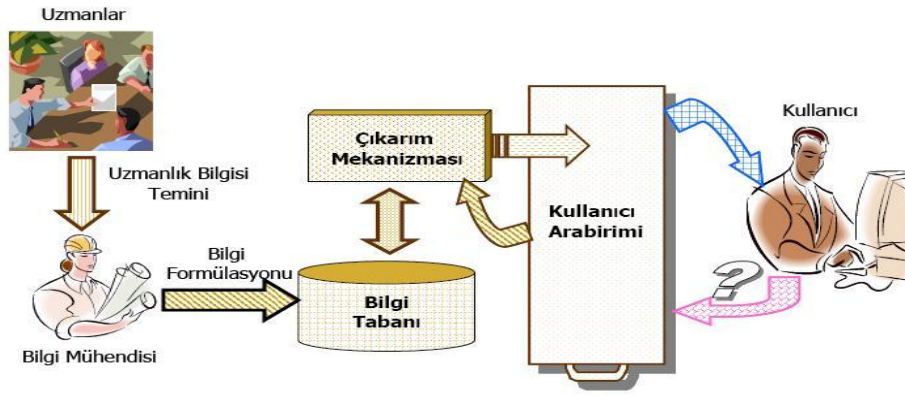 Uzmanlar
Uzmanlık Bilgisi
Temini
Bilgi Mühendisi
Bilgi
Formülasyonu
Bilgi
Tabanı
Çıkarım
Mekanizması
Kullanıcı
Arabirimi
Kullanıcı
?